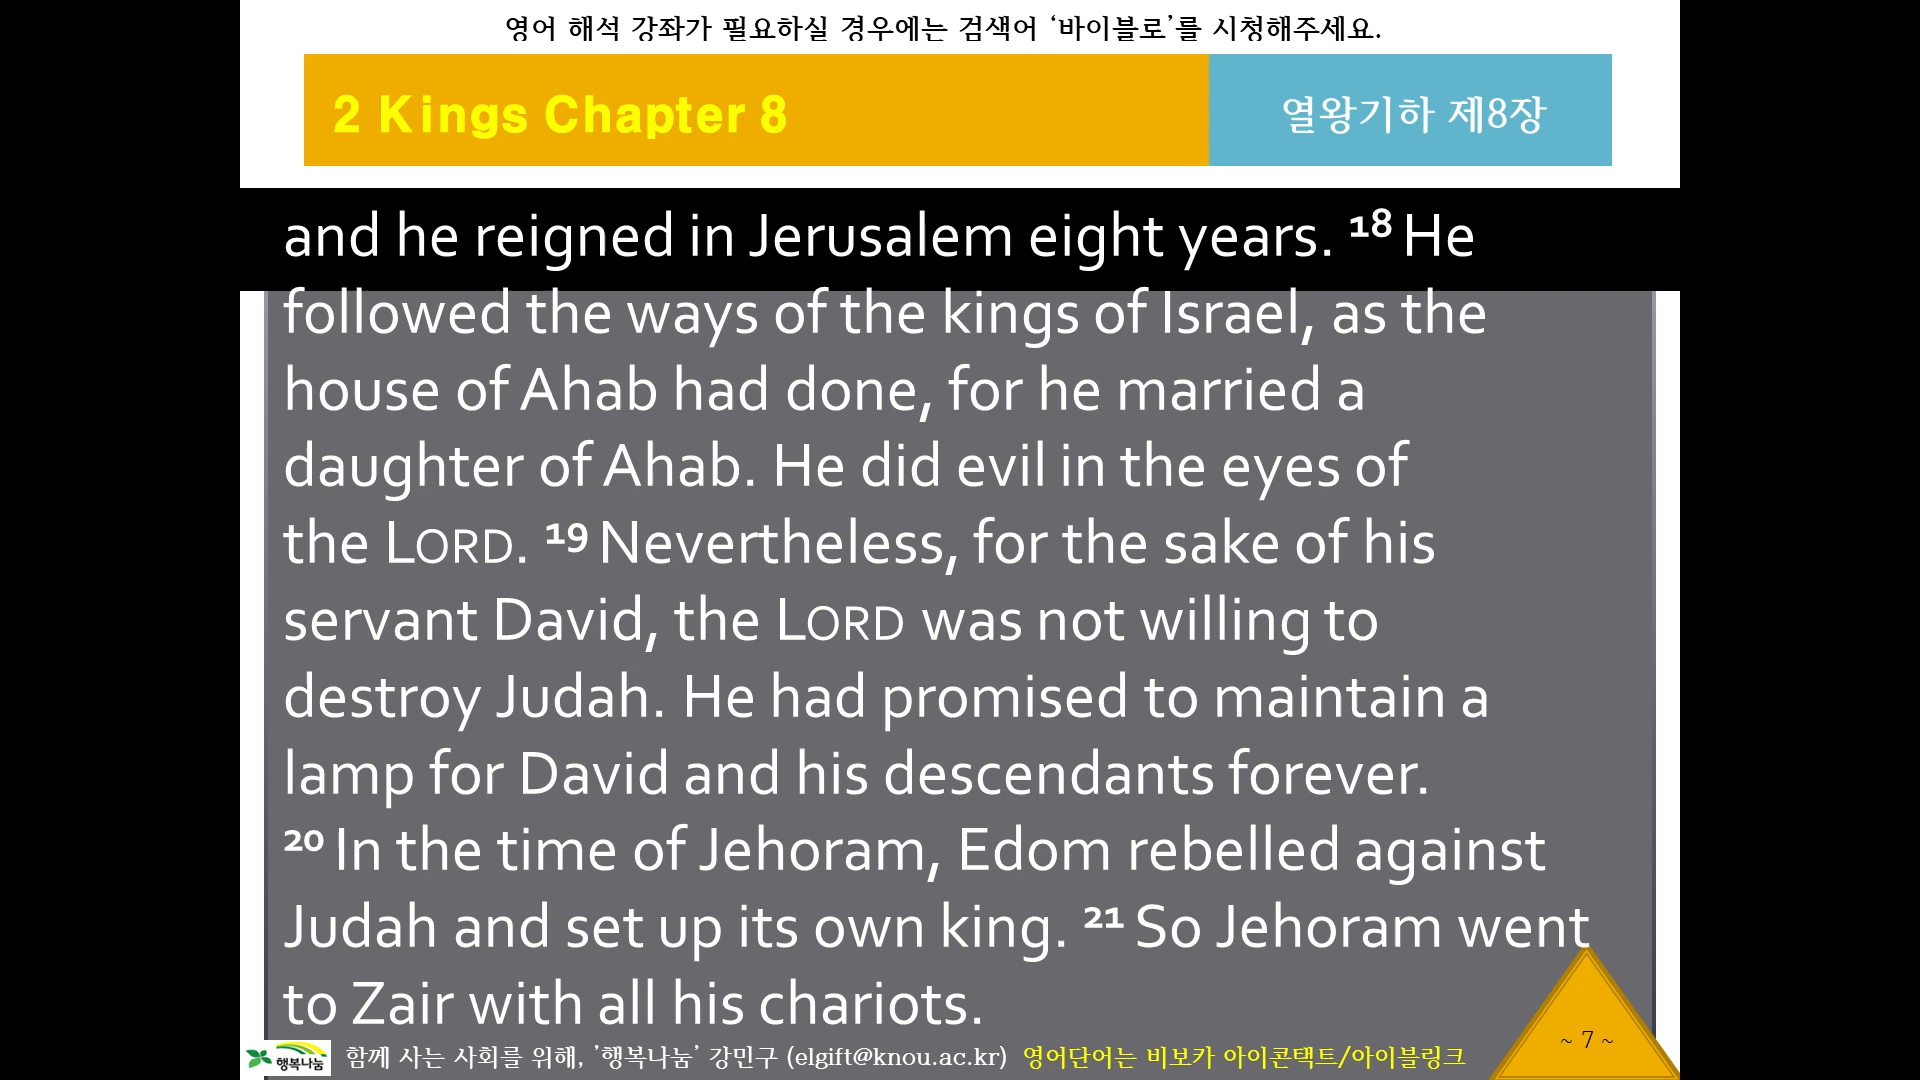 영어 해석 강좌가 필요하실 경우에는 검색어 ‘바이블로’를 시청해주세요.
2 Kings Chapter 8
열왕기하 제8장
and he reigned in Jerusalem eight years. 18 He
followed the ways of the kings of Israel, as the
house of Ahab had done, for he married a
daughter of Ahab. He did evil in the eyes of
the LORD. 19 Nevertheless, for the sake of his
servant David, the LORD was not willing to
destroy Judah. He had promised to maintain a
lamp for David and his descendants forever.
20 In the time of Jehoram, Edom rebelled against
Judah and set up its own king. 21 So Jehoram went
to Zair with all his chariots.
~ 7 ~
행복나눔
함께 사는 사회를 위해, ’행복나눔’ 강민구 (elgift@knou.ac.kr) 영어단어는 비보카 아이콘택트/아이블링크